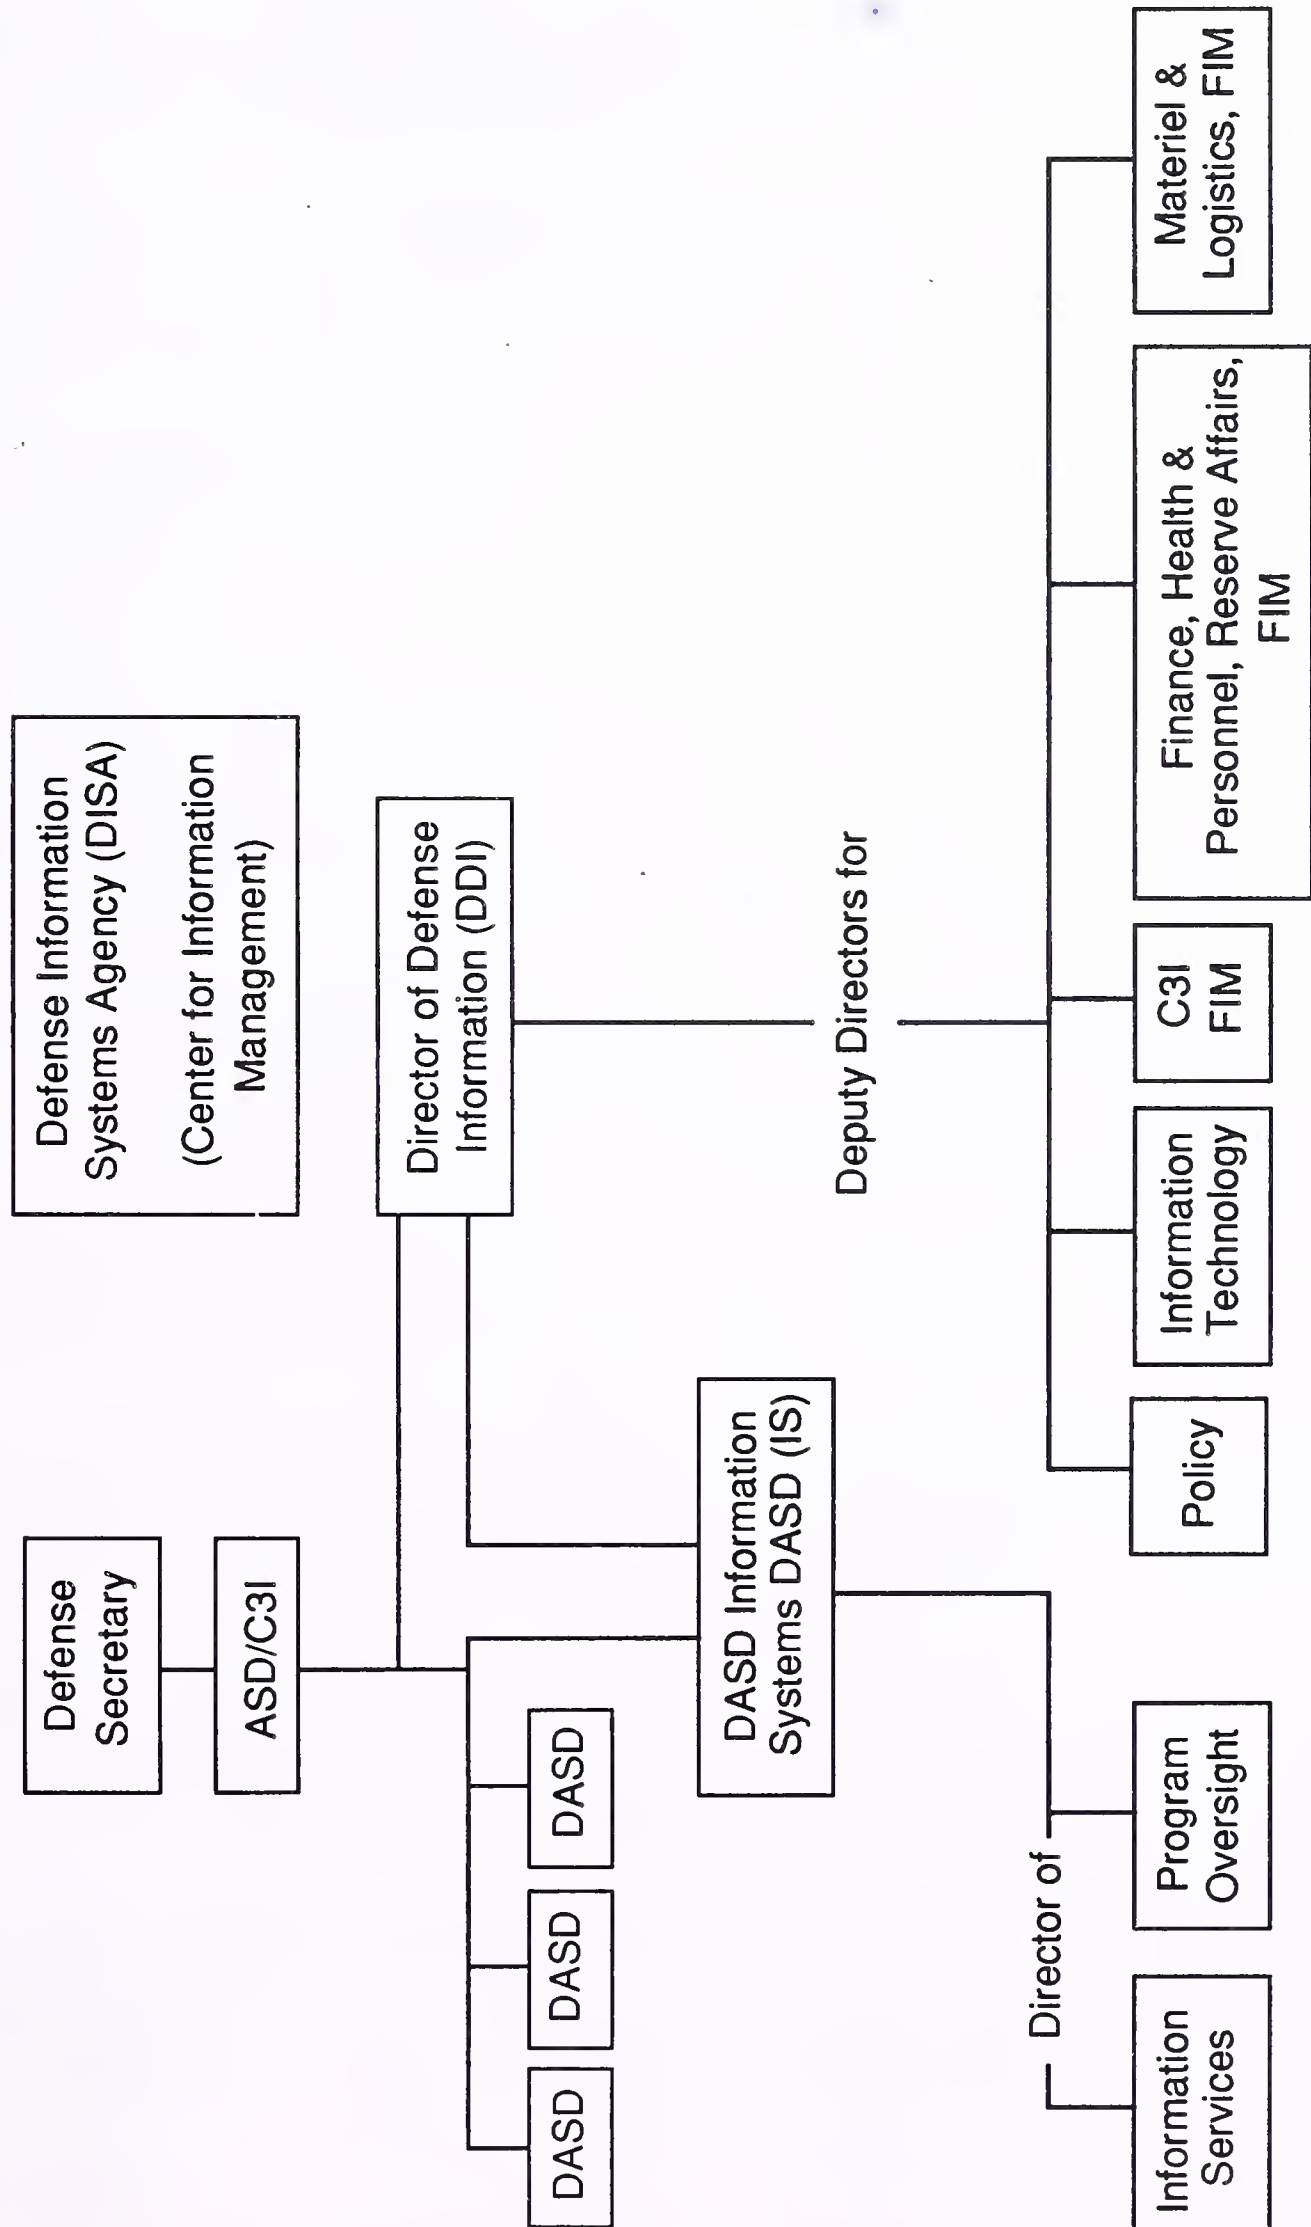 Defense
Secretary
ASD/C3I
Defense Information
Systems Agency (DISA)
(Center for Information
Management)
Director of Defense
Information (DDI)
DASD
DASD
DASD
DASD Information
Systems DASD (IS)
Deputy Directors for
Director of
Information
Services
Program
Oversight
Policy
Information
Technology
C3I
FIM
Finance, Health &
Personnel, Reserve Affairs,
FIM
Materiel &
Logistics, FIM